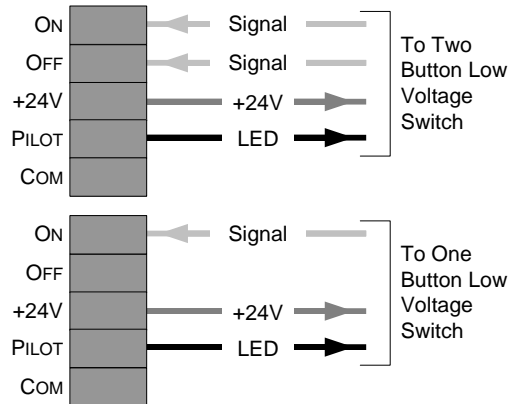 ON Signal
OFF Signal
+24V +24V
PILOT LED
COM
To Two
Button Low
Voltage
Switch
ON Signal
OFF
+24V +24V
PILOT LED
COM
To One
Button Low
Voltage
Switch